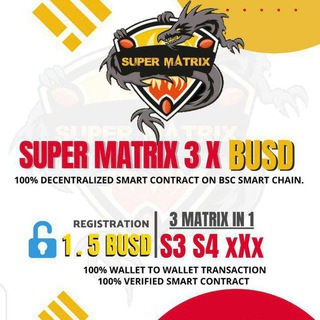 SUPER MATRIX
SUPER MATRIX 3 X BUSD
100% DECENTRALIZED SMART CONTRACT ON BSC SMART CHAIN.
REGISTRATION
1.5 BUSD
3 MATRIX IN 1
S3 S4 xXx
100% WALLET TO WALLET TRANSACTION
100% VERIFIED SMART CONTRACT